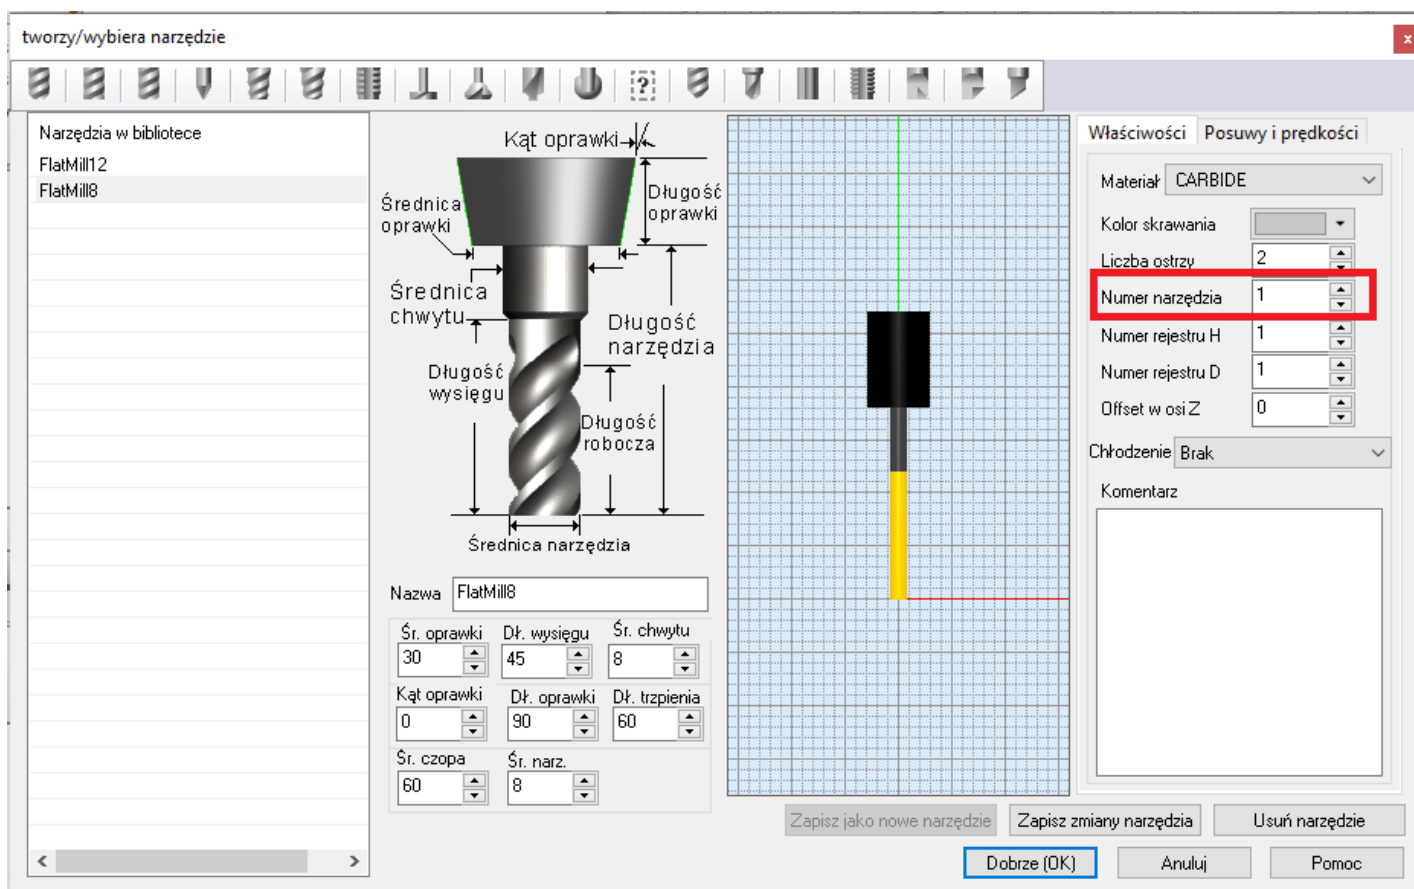 tworzy/wybiera narzędzie
x
?
Narzędzia w bibliotece
FlatMill12
FlatMill8
Kąt oprawki
Długość
oprawki
Średnica
oprawki
Średnica
chwytu
Długość
narzędzia
Długość
wysięgu
Długość
robocza
Średnica narzędzia
Nazwa FlatMill8
Śr. oprawki Dł. wysięgu Śr. chwytu
30 45 8
Kąt oprawki Dł. oprawki Dł. trzpienia
0 90 60
Śr. czopa Śr. narz.
60 8
Właściwości Posuwy i prędkości
Materiał CARBIDE
Kolor skrawania
Liczba ostrzy 2
Numer narzędzia 1
Numer rejestru H 1
Numer rejestru D 1
Offset w osi Z 0
Chłodzenie Brak
Komentarz
Zapisz jako nowe narzędzie Zapisz zmiany narzędzia Usuń narzędzie
Dobrze (OK) Anuluj Pomoc